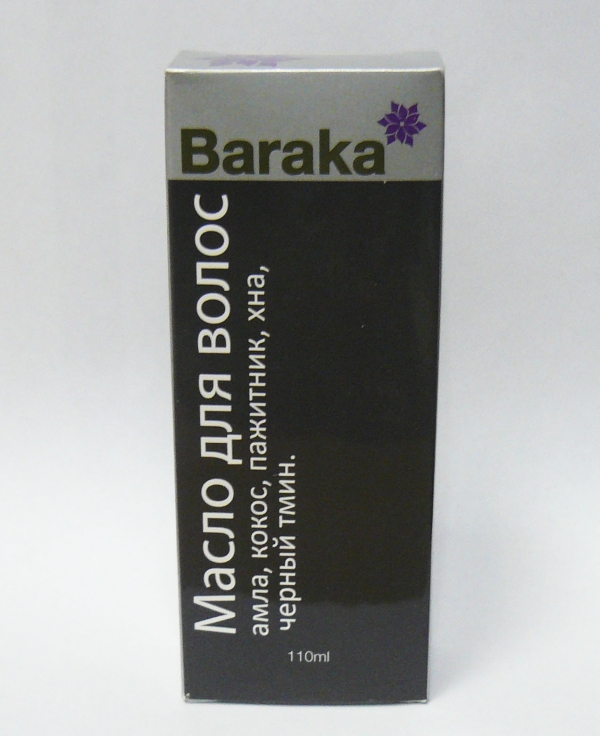 Baraka
Масло для волос
амла, кокос, пажитник, хна,
черный тмин.
110ml